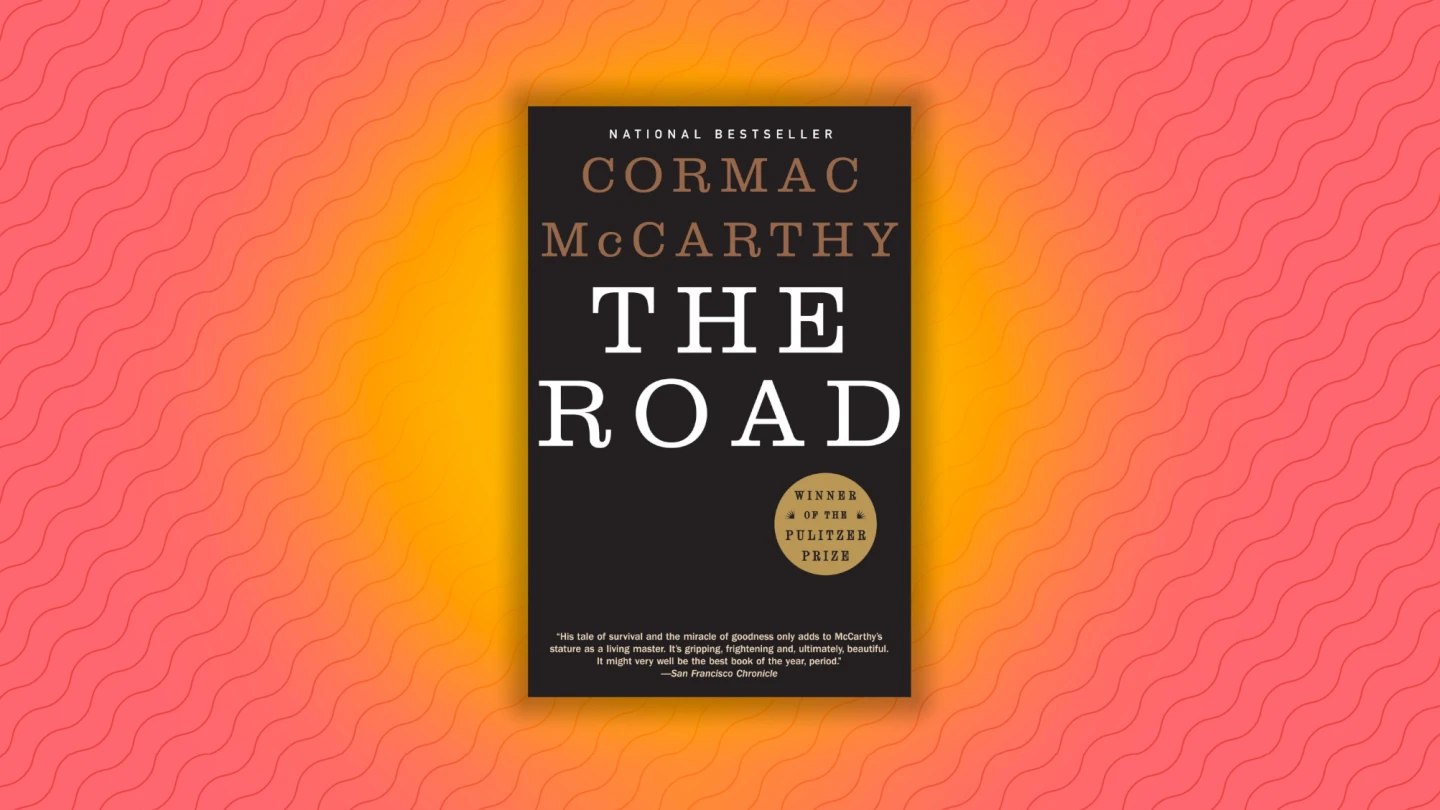 NATIONAL BESTSELLER
CORMAC
McCARTHY
THE
ROAD
WINNER
OF THE
PULITZER
PRIZE
“His tale of survival and the miracle of goodness only adds to McCarthy’s
stature as a living master. It’s gripping, frightening and, ultimately, beautiful.
It might very well be the best book of the year, period.”
—San Francisco Chronicle